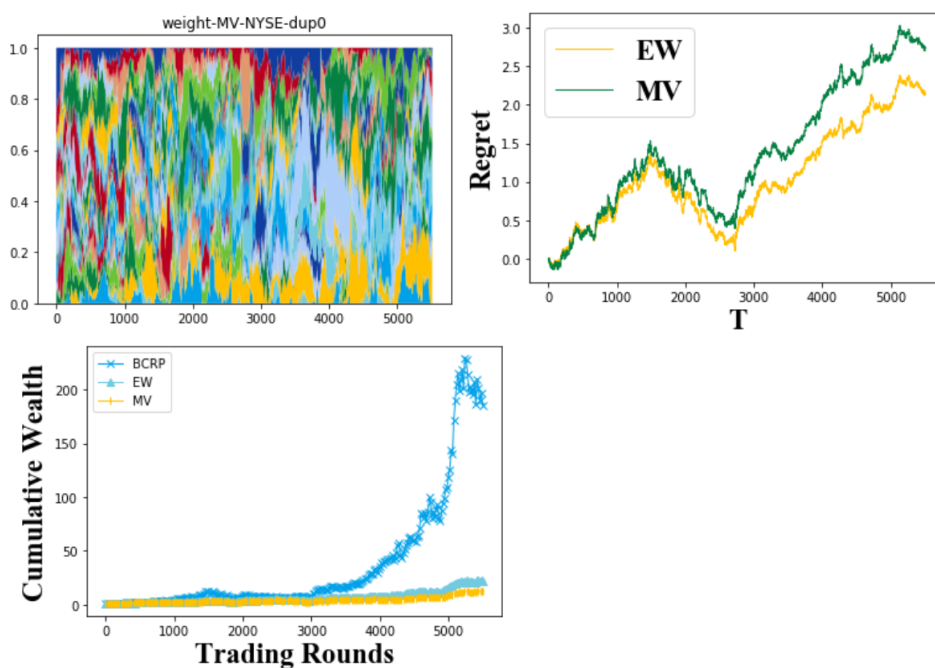 weight-MV-NYSE-dup0
1.0
0.8
0.6
0.4
0.2
0.0
0 1000 2000 3000 4000 5000
Regret
3.0
2.5
2.0
1.5
1.0
0.5
0.0
EW
MV
0 1000 2000 3000 4000 5000
T
Cumulative Wealth
200
150
100
50
0
BCRP
EW
MV
0 1000 2000 3000 4000 5000
Trading Rounds